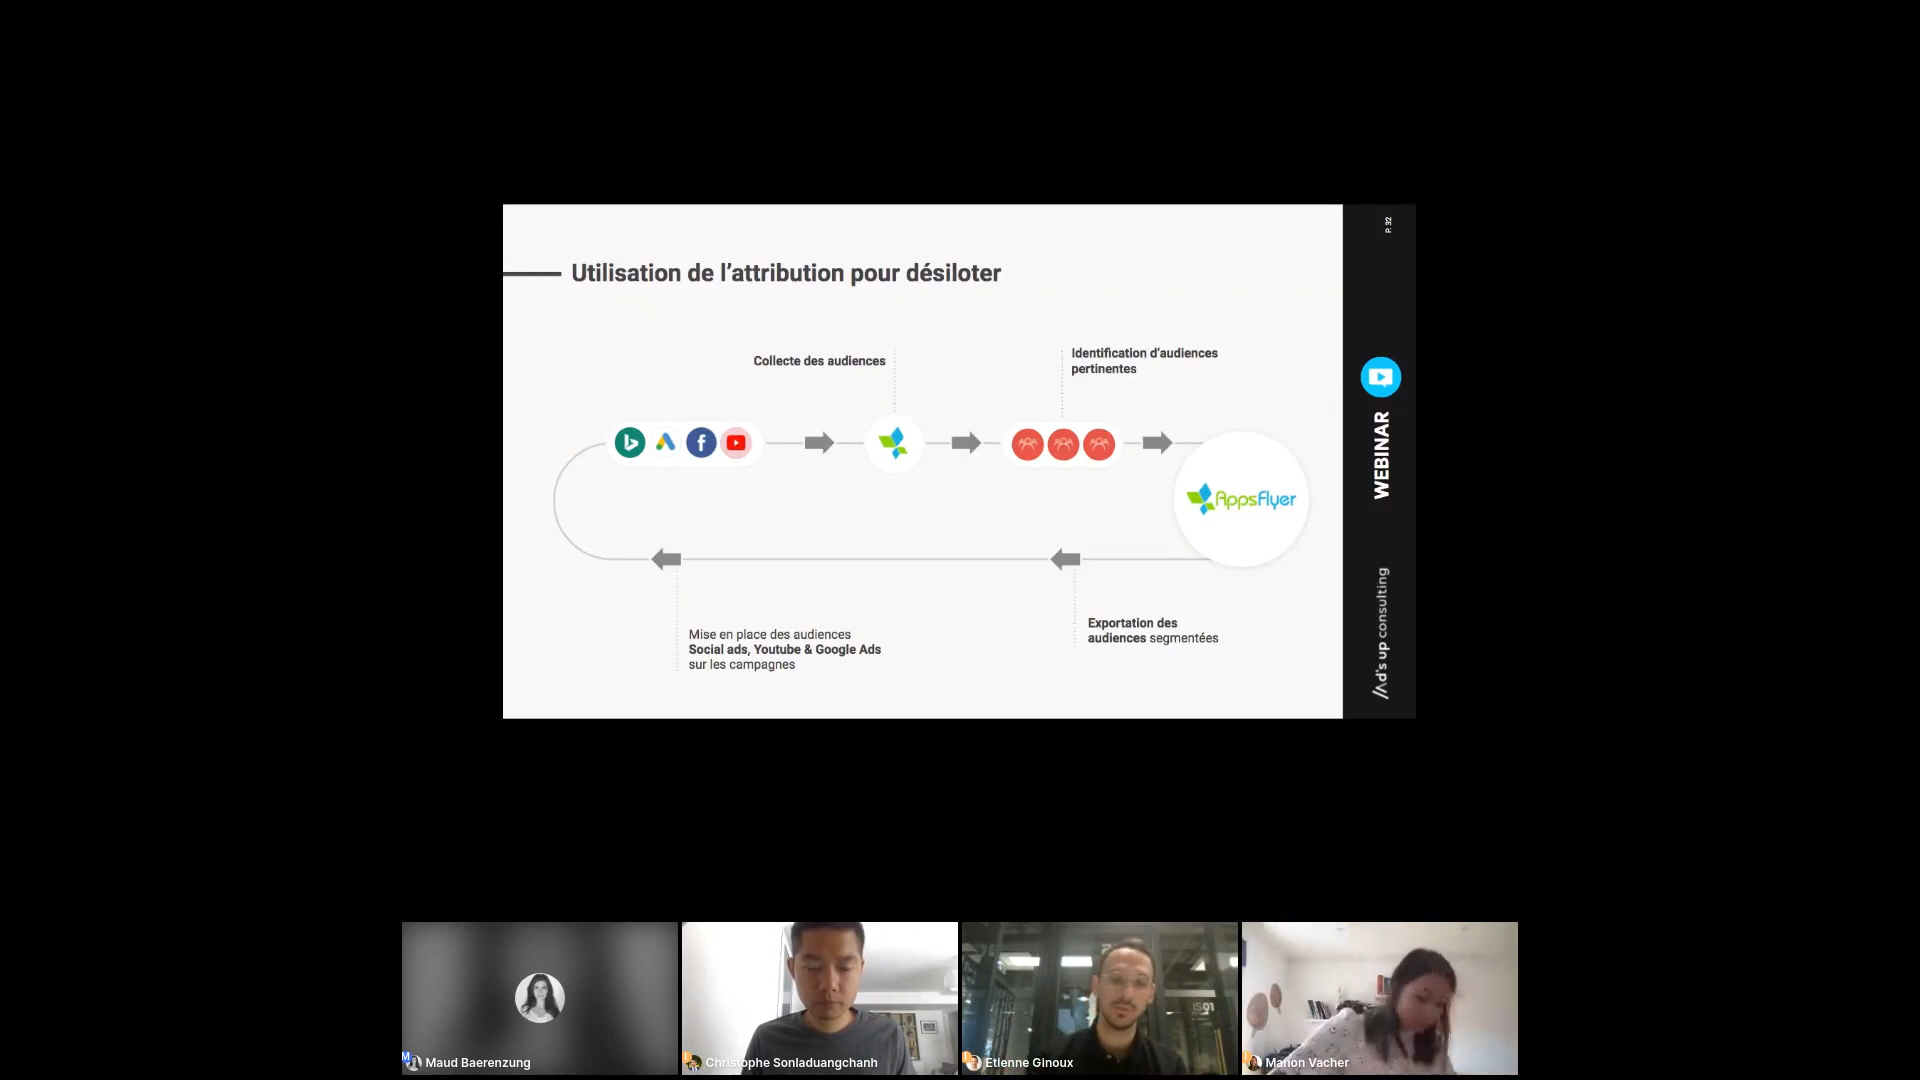 P. 32
Utilisation de l’attribution pour désiloter
Collecte des audiences
Identification d’audiences
pertinentes
AppsFlyer
Exportation des
audiences segmentées
Mise en place des audiences
Social ads, Youtube & Google Ads
sur les campagnes
WEBINAR
//\d's up consulting
IS01
M
Maud Baerenzung
Christophe Sonladuangchanh
Etienne Ginoux
Manon Vacher